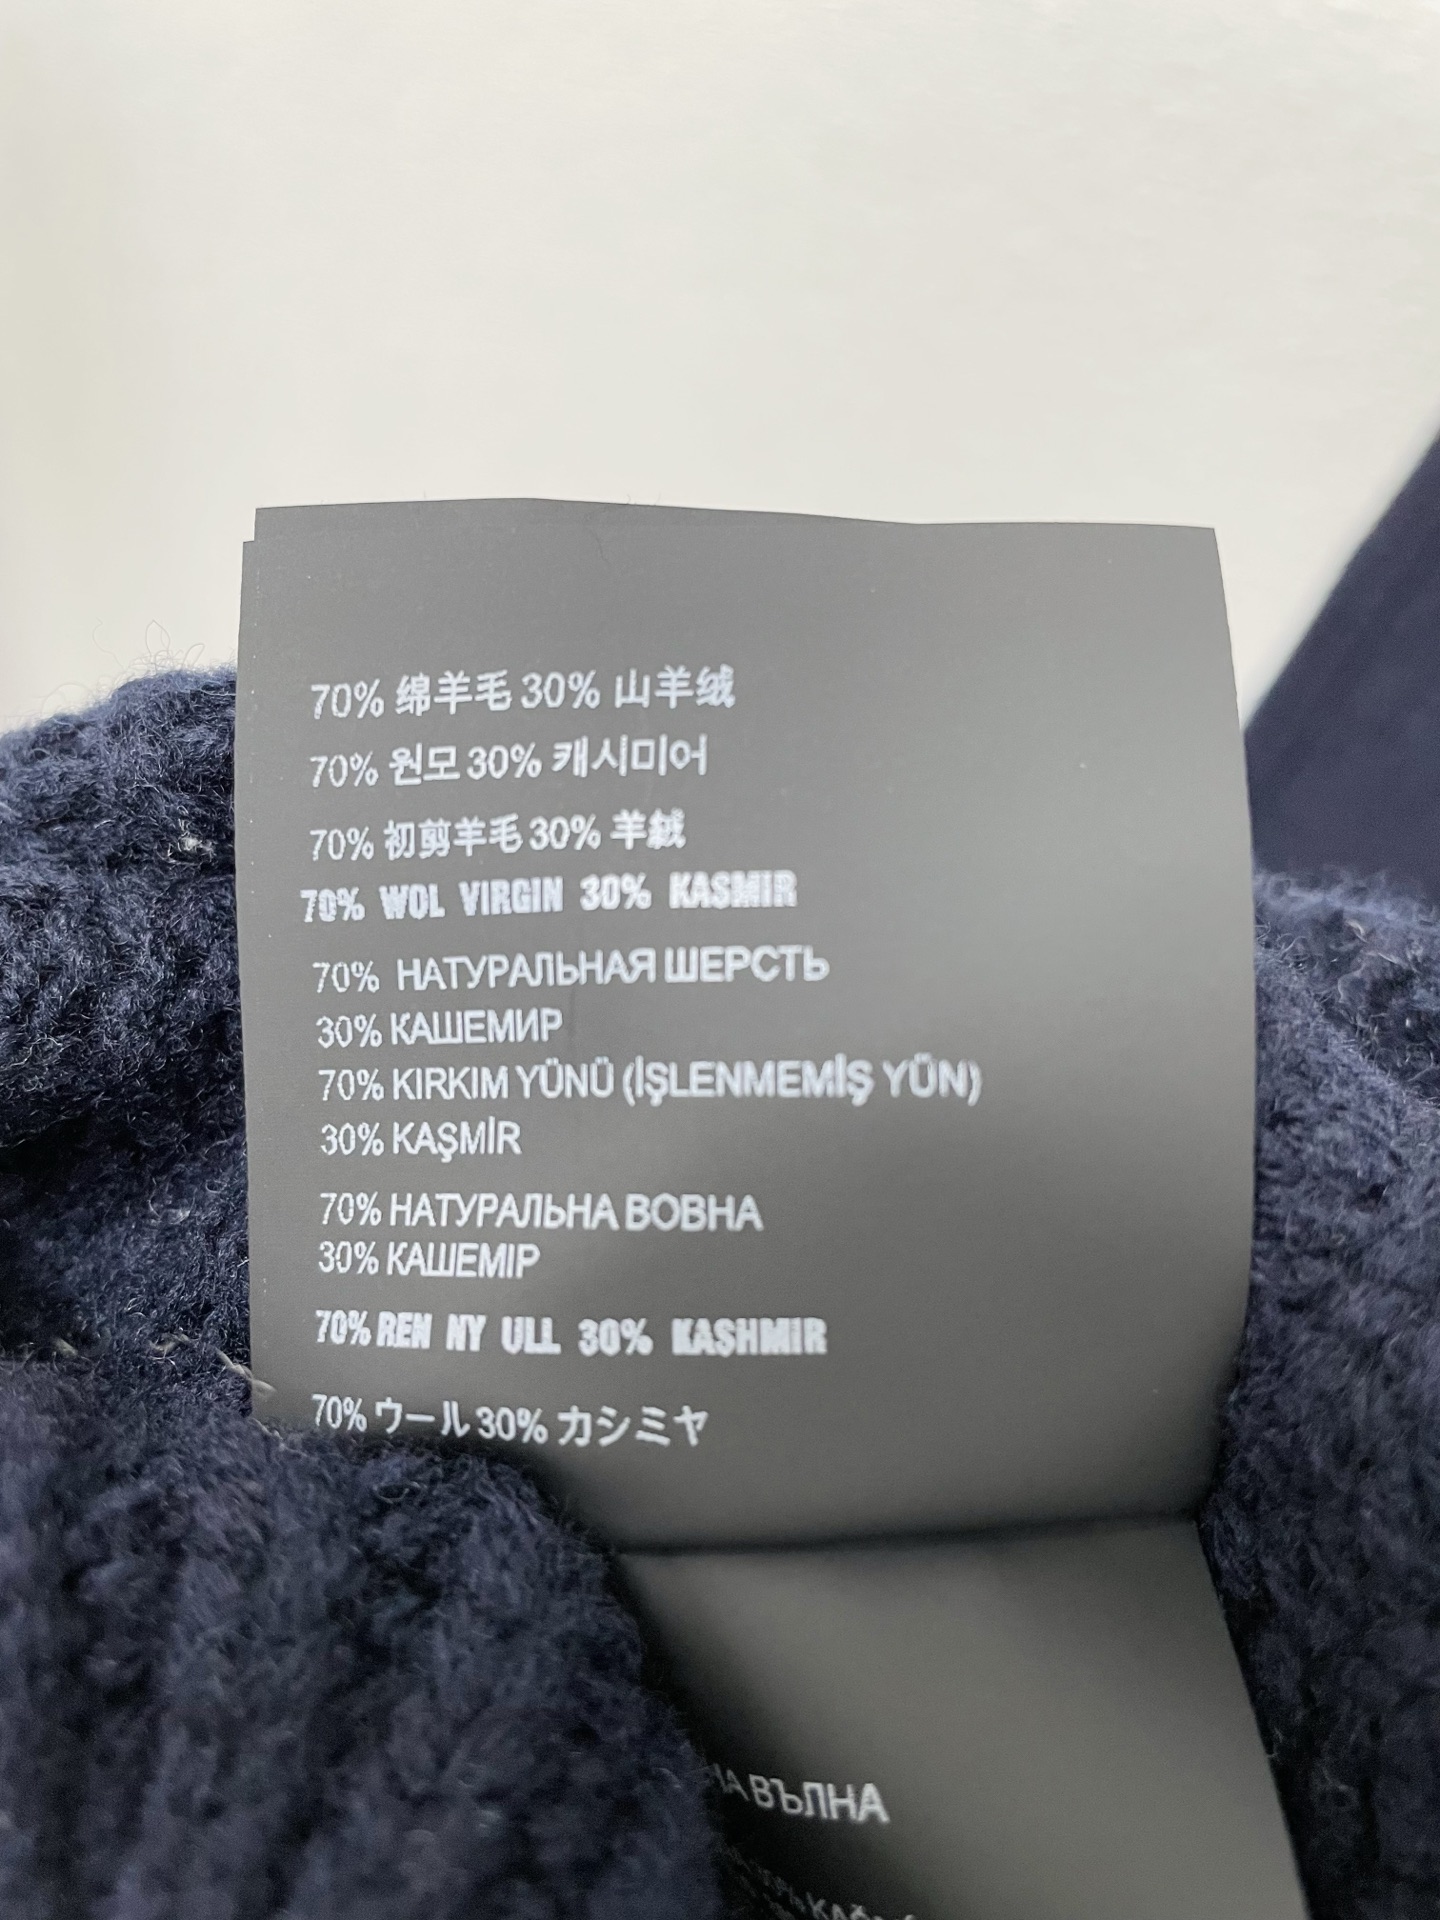 70% 绵羊毛 30% 山羊绒
70% 원모 30% 캐시미어
70% 初剪羊毛 30% 羊絨
70% WOL VIRGIN 30% KASMIR
70% НАТУРАЛЬНАЯ ШЕРСТЬ
30% КАШЕМИР
70% KIRKIM YÜNÜ (İŞLENMEMİŞ YÜN)
30% KAŞMİR
70% НАТУРАЛЬНА ВОВНА
30% КАШЕМІР
70% REN NY ULL 30% KASHMIR
70% ウール 30% カシミヤ
НА ВЪЛНА